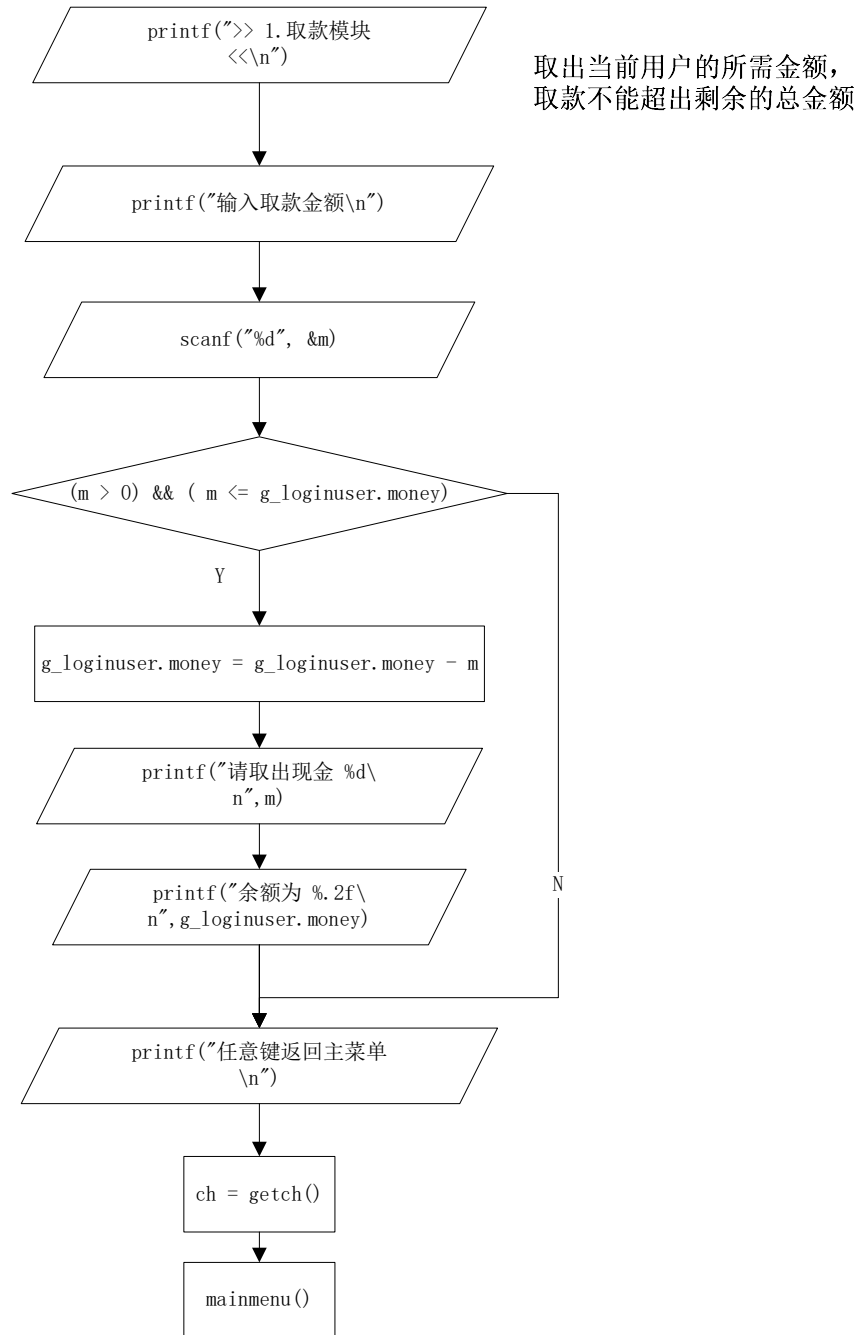 printf(">> 1.取款模块
<<\n")
取出当前用户的所需金额，
取款不能超出剩余的总金额
printf("输入取款金额\n")
scanf("%d", &m)
(m > 0) && ( m <= g_loginuser.money)
Y
g_loginuser.money = g_loginuser.money - m
printf("请取出现金 %d\
n",m)
printf("余额为 %.2f\
n",g_loginuser.money)
N
printf("任意键返回主菜单
\n")
ch = getch()
mainmenu()